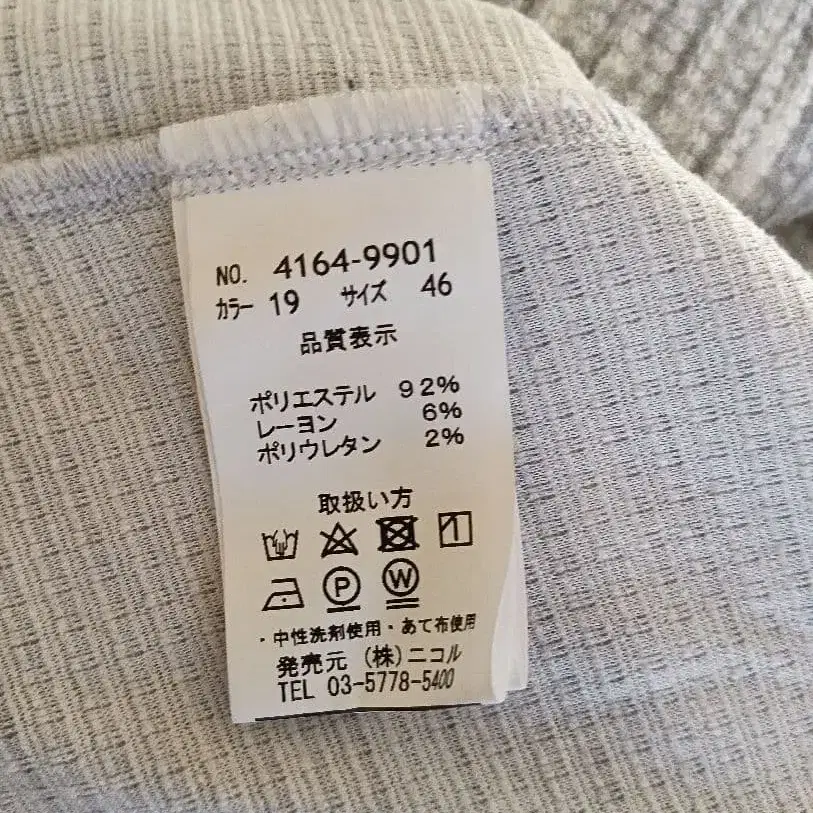 NO. 4164-9901
カラー 19 サイズ 46
品質表示
ポリエステル 92%
レーヨン 6%
ポリウレタン 2%
取扱い方
P W
・中性洗剤使用・あて布使用
発売元 (株)ニコル
TEL 03-5778-5400